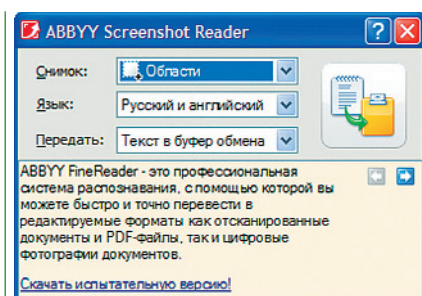 ABBYY Screenshot Reader
Снимок: Области
Язык: Русский и английский
Передать: Текст в буфер обмена
ABBYY FineReader - это профессиональная
система распознавания, с помощью которой вы
можете быстро и точно перевести в
редактируемые форматы как отсканированные
документы и PDF-файлы, так и цифровые
фотографии документов.
Скачать испытательную версию!